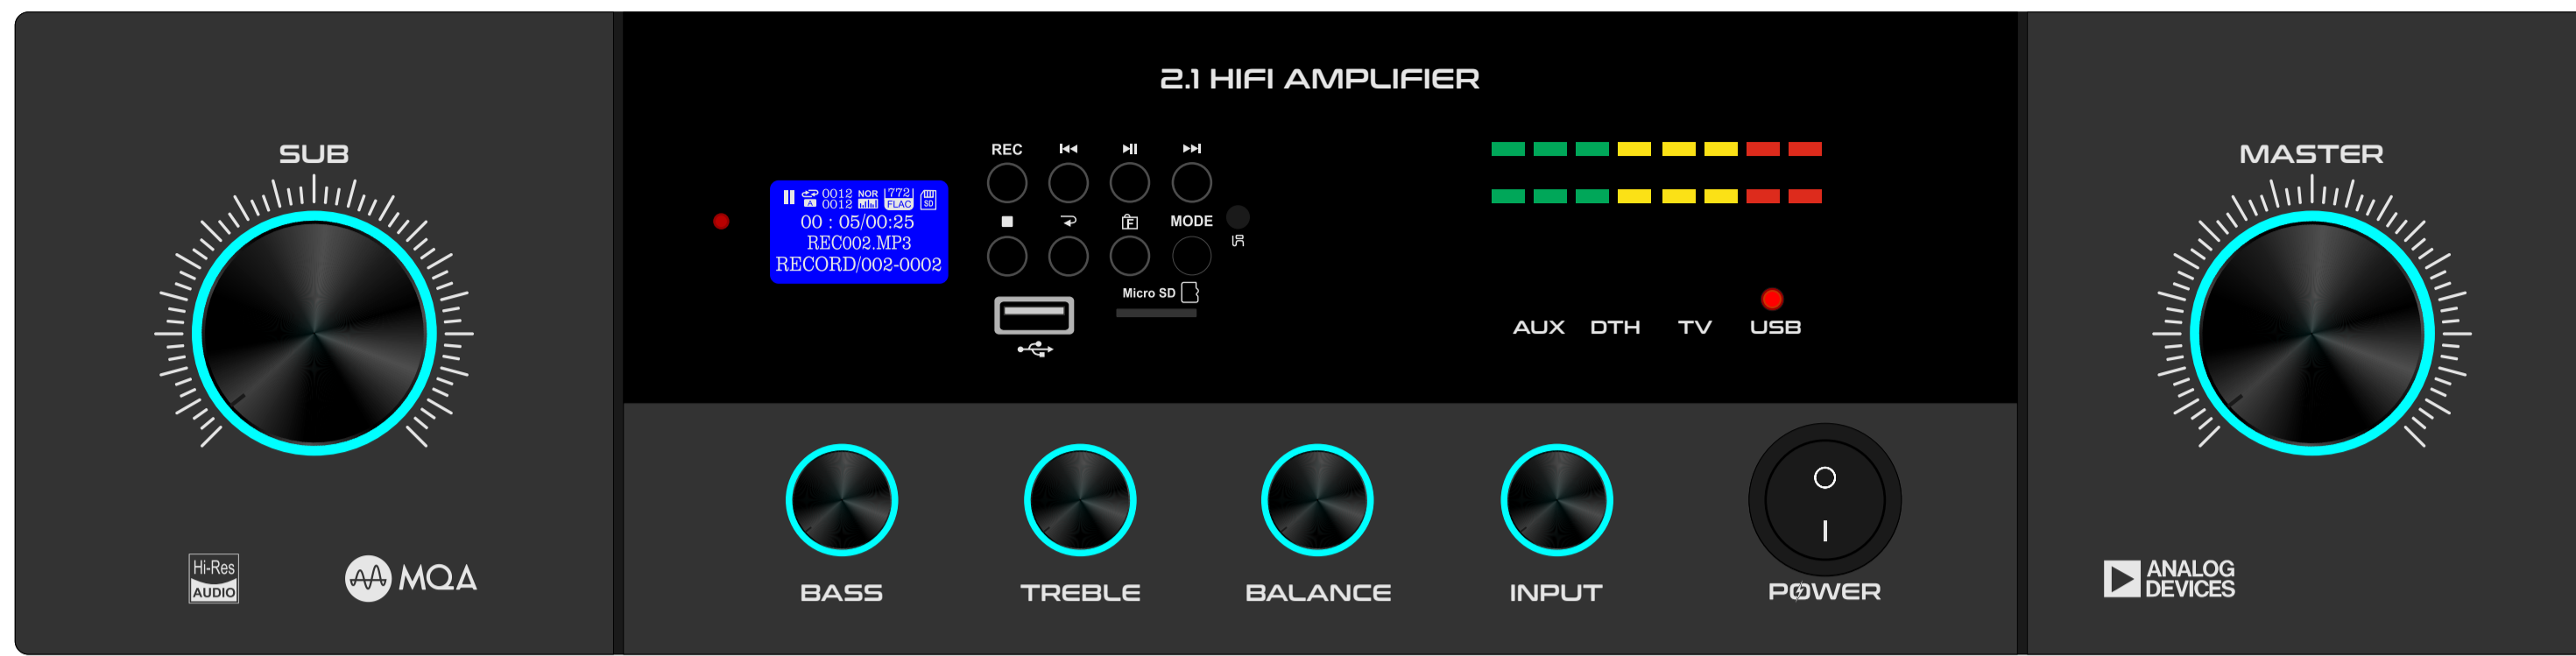 2.1 HIFI AMPLIFIER
SUB
MASTER
REC
0012 NOR 772
A 0012 FLAC SD
00 : 05/00:25
REC002.MP3
RECORD/002-0002
F
MODE
Micro SD
AUX DTH TV USB
BASS TREBLE BALANCE INPUT POWER
Hi-Res
AUDIO
MQA
ANALOG
DEVICES